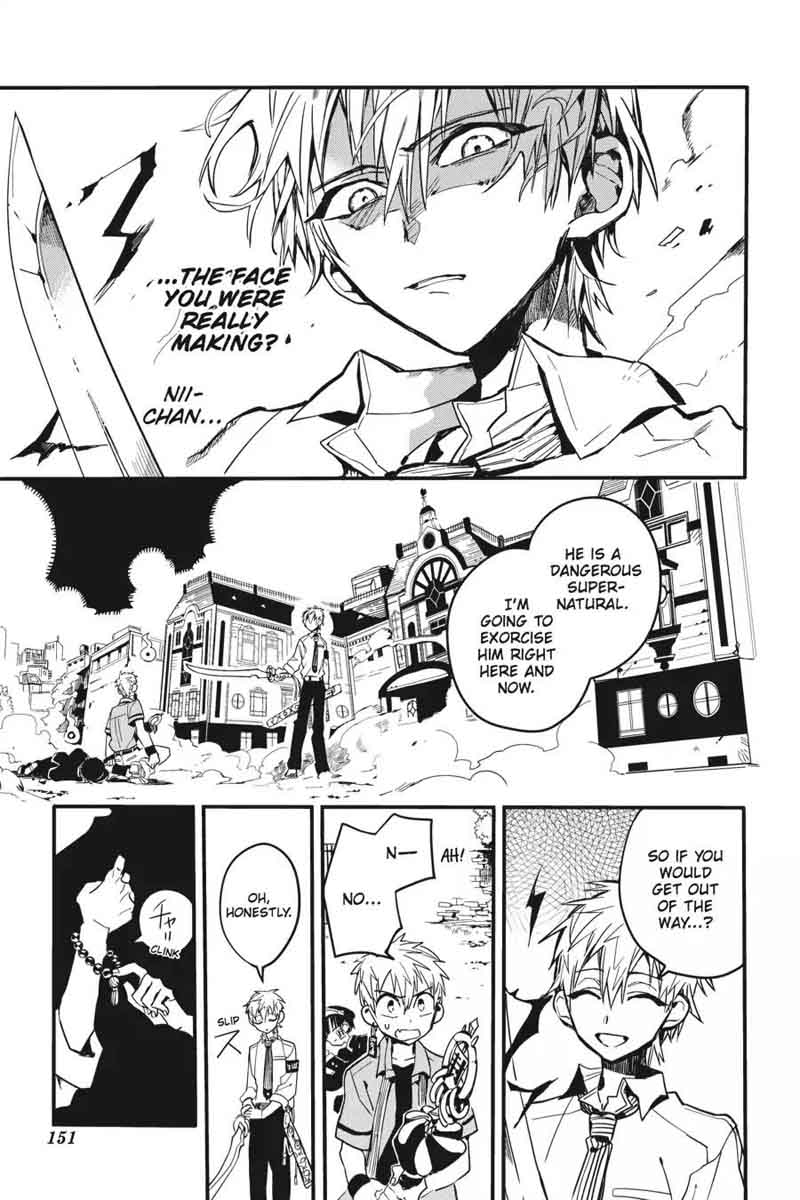 ...THE FACE
YOU WERE
REALLY
MAKING?
NII-
CHAN...
HE IS A
DANGEROUS
SUPER-
NATURAL.
I'M
GOING TO
EXORCISE
HIM RIGHT
HERE AND
NOW.
SO IF YOU
WOULD
GET OUT
OF THE
WAY...?
AH!
N—
NO...
OH,
HONESTLY.
SLIP
ス
チャ
CLINK
151